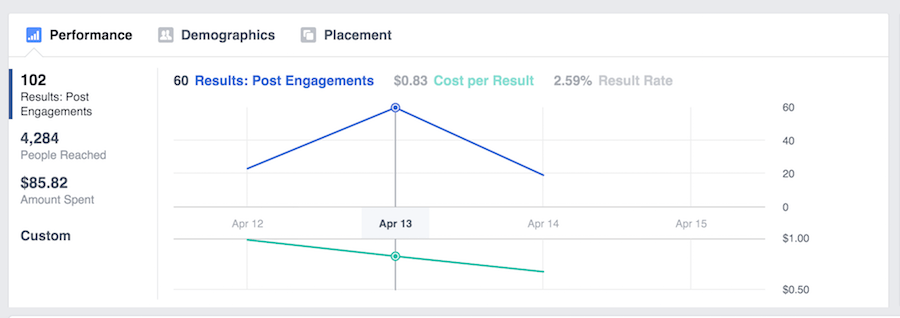 Performance Demographics Placement
102
Results: Post
Engagements
4,284
People Reached
$85.82
Amount Spent
Custom
60 Results: Post Engagements $0.83 Cost per Result 2.59% Result Rate
60
40
20
0
Apr 12 Apr 13 Apr 14 Apr 15
$1.00
$0.50